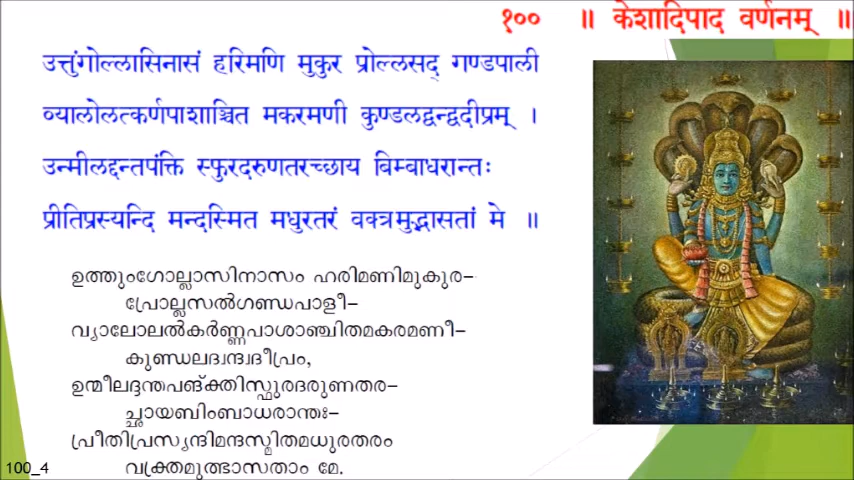 १०० ॥ केशादिपाद वर्णनम् ॥
उत्तुंगोल्लासिनासं हरिमणि मुकुर प्रोल्लसद् गण्डपाली
व्यालोलत्कर्णपाशाञ्चित मकरमणी कुण्डलद्वन्द्वदीप्रम् ।
उन्मीलद्दन्तपंक्ति स्फुरदरुणतरच्छाय बिम्बाधरान्तः
प्रीतिप्रस्यन्दि मन्दस्मित मधुरतरं वक्त्रमुद्भासतां मे ॥
ഉത്തുംഗോല്ലാസിനാസം ഹരിമണിമുകുര-
പ്രോല്ലസൽഗണ്ഡപാളീ-
വ്യാലോലൽകർണ്ണപാശാഞ്ചിതമകരമണീ-
കുണ്ഡലദ്വന്ദ്വദീപ്രം,
ഉന്മീലദ്ദന്തപങ്ക്തിസ്ഫുരദരുണതര-
ച്ഛായബിംബാധരാന്തഃ-
പ്രീതിപ്രസ്യന്ദിമന്ദസ്മിതമധുരതരം
വക്ത്രമുത്ഭാസതാം മേ.
100_4